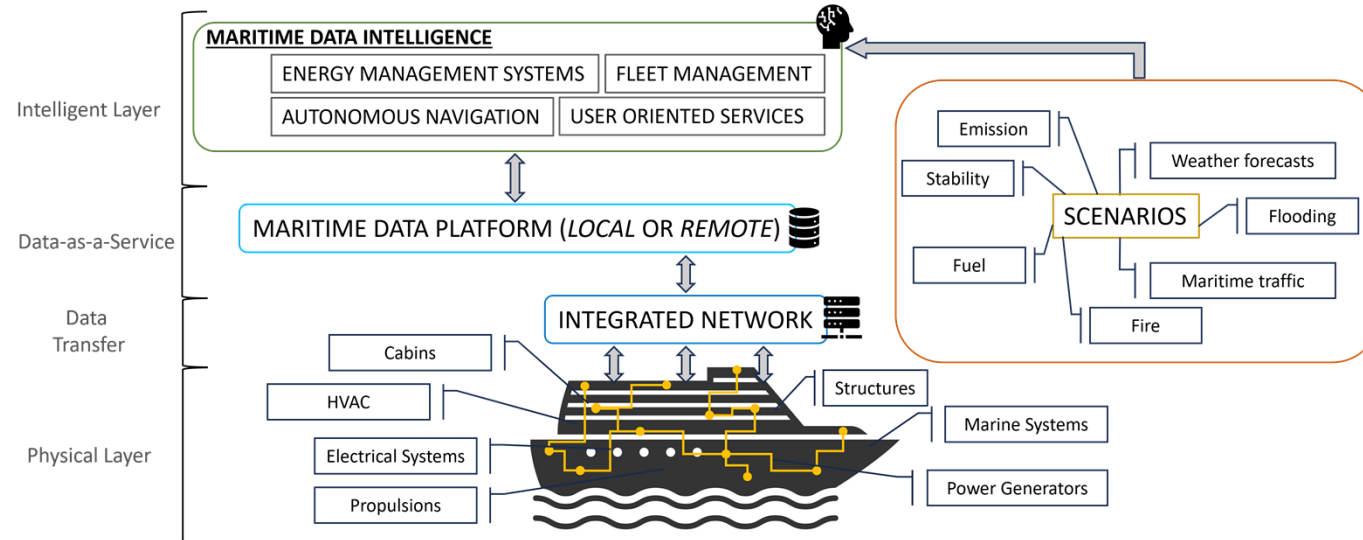 MARITIME DATA INTELLIGENCE
ENERGY MANAGEMENT SYSTEMS
FLEET MANAGEMENT
AUTONOMOUS NAVIGATION
USER ORIENTED SERVICES
Intelligent Layer
Emission
Weather forecasts
Stability
SCENARIOS
Flooding
Fuel
Maritime traffic
Fire
Data-as-a-Service
MARITIME DATA PLATFORM (LOCAL OR REMOTE)
Data
Transfer
INTEGRATED NETWORK
Cabins
Structures
HVAC
Marine Systems
Physical Layer
Electrical Systems
Power Generators
Propulsions